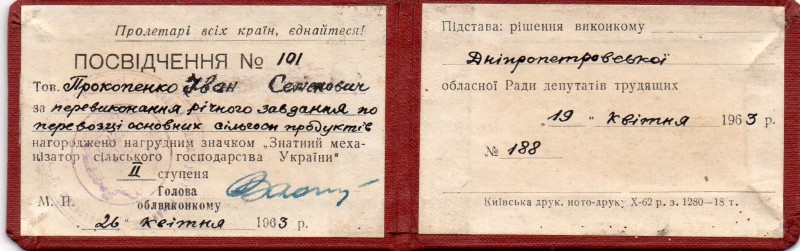 Пролетарі всіх країн, єднайтеся!
ПОСВІДЧЕННЯ № 101
Тов. Прокопенко Іван Семенович
за перевиконання річного завдання по
перевозці основних сільгосп продуктів
нагороджено нагрудним значком „Знатний меха-
нізатор сільського господарства України"
II ступеня
Голова
облвиконкому
М. П.
26 квітня 1963 р.
Підстава: рішення виконкому
Дніпропетровської
обласної Ради депутатів трудящих
„19 „ квітня 1963 р.
№ 188
Київська друк. ното-друку X-62 р. з. 1280—18 т.